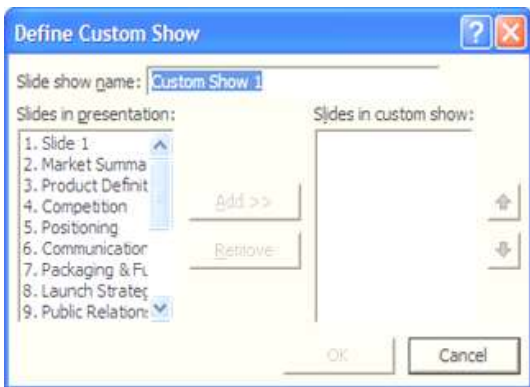 Define Custom Show
Slide show name: Custom Show 1
Slides in presentation:
Slides in custom show:
1. Slide 1
2. Market Summa
3. Product Definit
4. Competition
5. Positioning
6. Communication
7. Packaging & Fu
8. Launch Strateg
9. Public Relations
Add >>
Remove
OK
Cancel